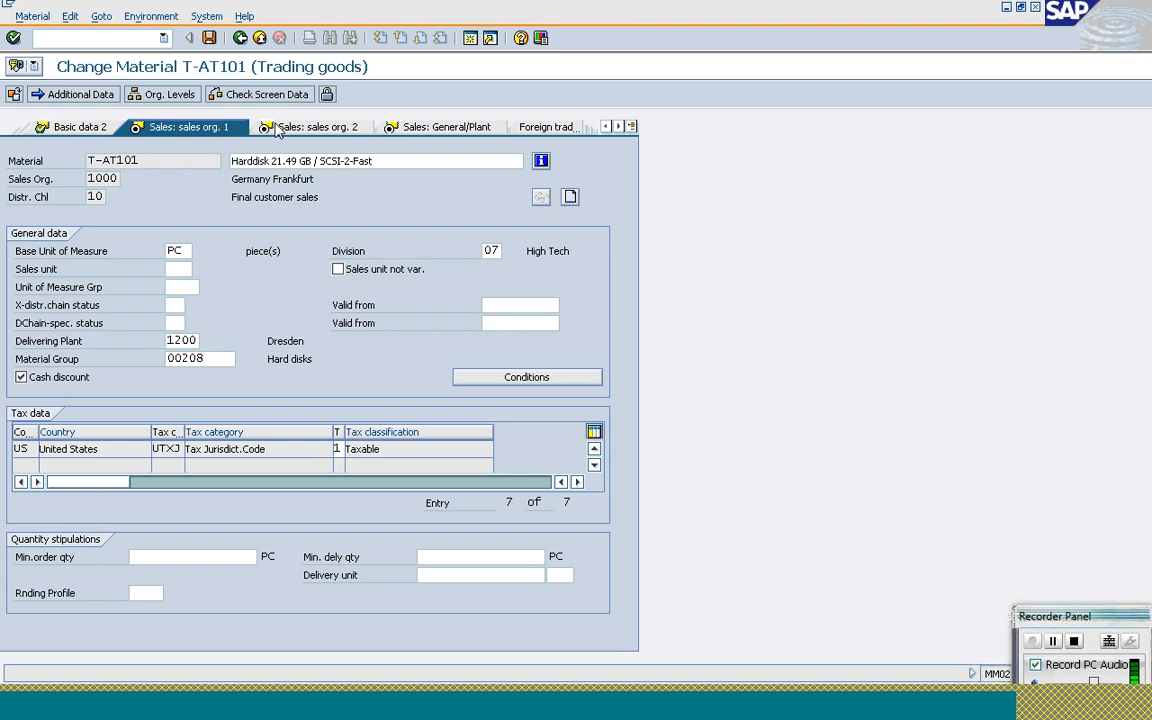 Material Edit Goto Environment System Help
SAP
Change Material T-AT101 (Trading goods)
Additional Data Org. Levels Check Screen Data
Basic data 2 Sales: sales org. 1 Sales: sales org. 2 Sales: General/Plant Foreign trad...
Material T-AT101 Harddisk 21.49 GB / SCSI-2-Fast
Sales Org. 1000 Germany Frankfurt
Distr. Chl 10 Final customer sales
General data
Base Unit of Measure PC piece(s) Division 07 High Tech
Sales unit Sales unit not var.
Unit of Measure Grp
X-distr.chain status Valid from
DChain-spec. status Valid from
Delivering Plant 1200 Dresden
Material Group 00208 Hard disks
Cash discount Conditions
Tax data
Co... Country Tax c... Tax category T Tax classification
US United States UTXJ Tax Jurisdict.Code 1 Taxable
Entry 7 of 7
Quantity stipulations
Min.order qty PC Min. dely qty PC
Delivery unit
Rnding Profile
Recorder Panel
Record PC Audio
MM02